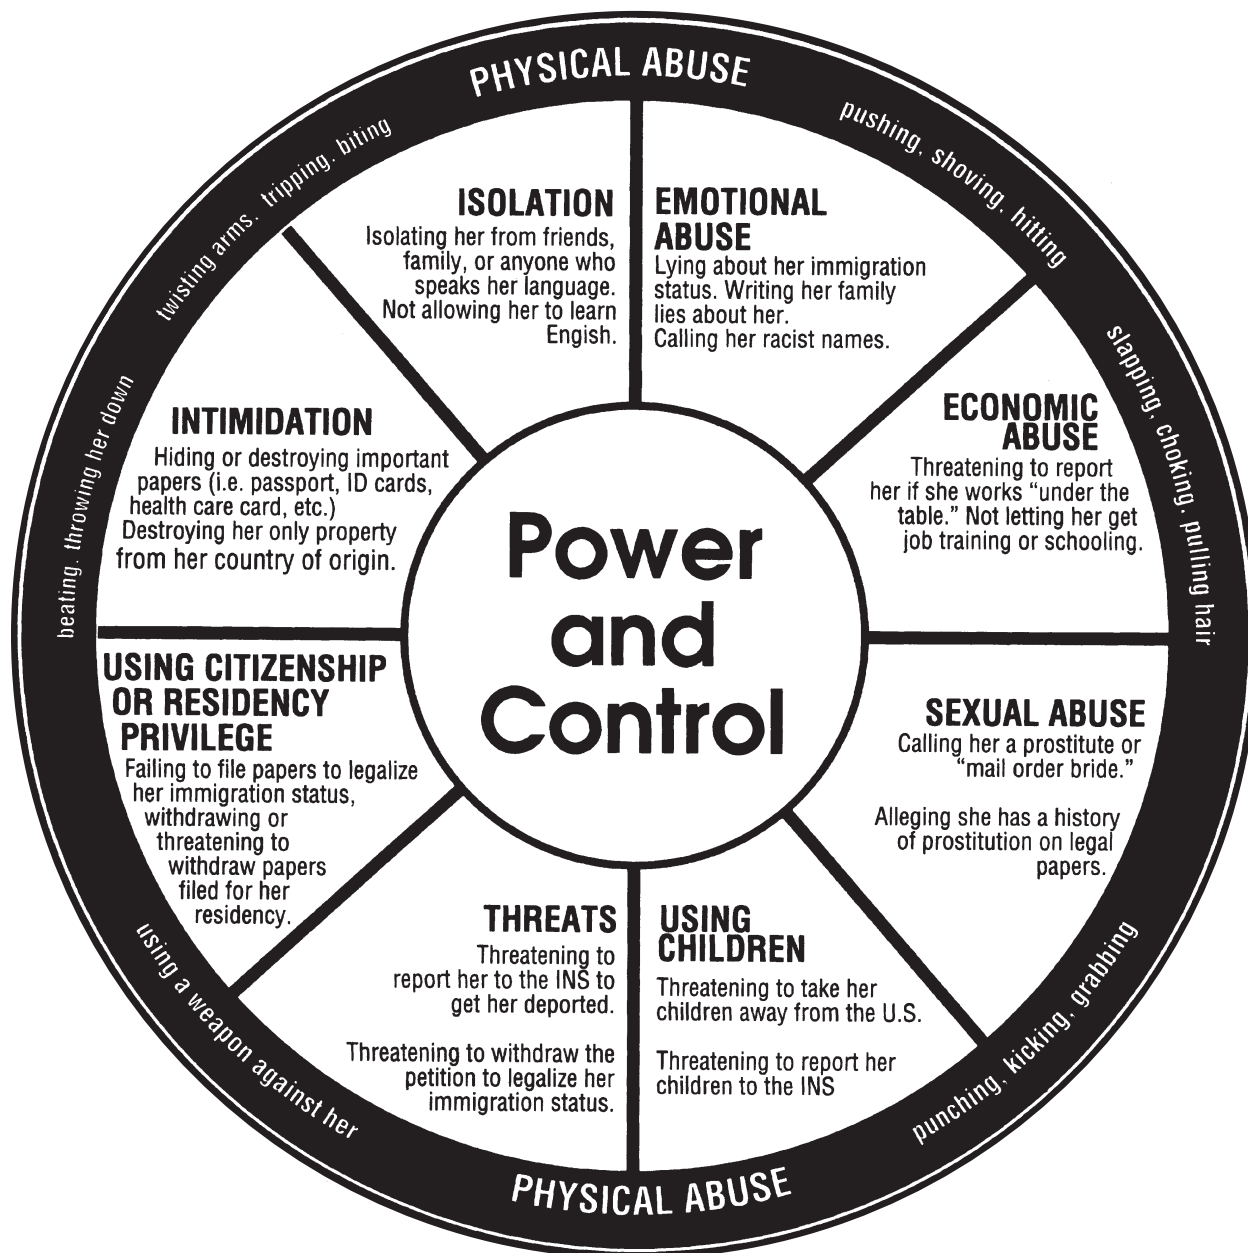 PHYSICAL ABUSE
pushing, shoving, hitting
slapping, choking, pulling hair
punching, kicking, grabbing
PHYSICAL ABUSE
using a weapon against her
beating, throwing her down
twisting arms, tripping, biting
ISOLATION
Isolating her from friends,
family, or anyone who
speaks her language.
Not allowing her to learn
Engish.
EMOTIONAL
ABUSE
Lying about her immigration
status. Writing her family
lies about her.
Calling her racist names.
ECONOMIC
ABUSE
Threatening to report
her if she works “under the
table.” Not letting her get
job training or schooling.
SEXUAL ABUSE
Calling her a prostitute or
“mail order bride.”
Alleging she has a history
of prostitution on legal
papers.
USING
CHILDREN
Threatening to take her
children away from the U.S.
Threatening to report her
children to the INS
THREATS
Threatening to
report her to the INS to
get her deported.
Threatening to withdraw the
petition to legalize her
immigration status.
USING CITIZENSHIP
OR RESIDENCY
PRIVILEGE
Failing to file papers to legalize
her immigration status,
withdrawing or
threatening to
withdraw papers
filed for her
residency.
INTIMIDATION
Hiding or destroying important
papers (i.e. passport, ID cards,
health care card, etc.)
Destroying her only property
from her country of origin.
Power
and
Control